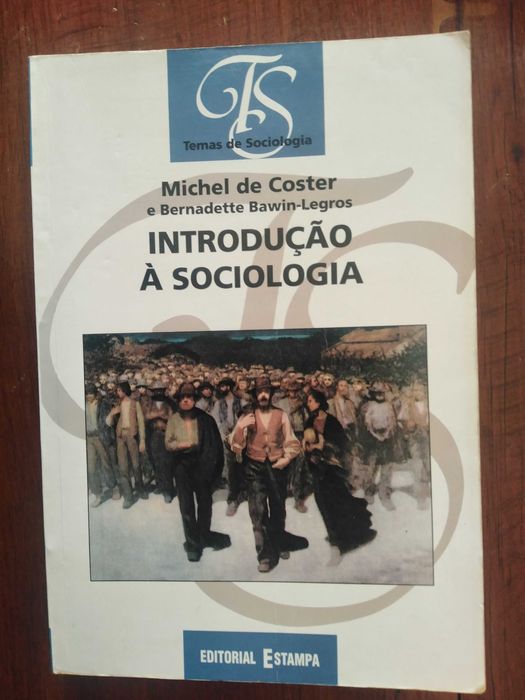 TS
Temas de Sociologia
Michel de Coster
e Bernadette Bawin-Legros
INTRODUÇÃO
À SOCIOLOGIA
EDITORIAL ESTAMPA